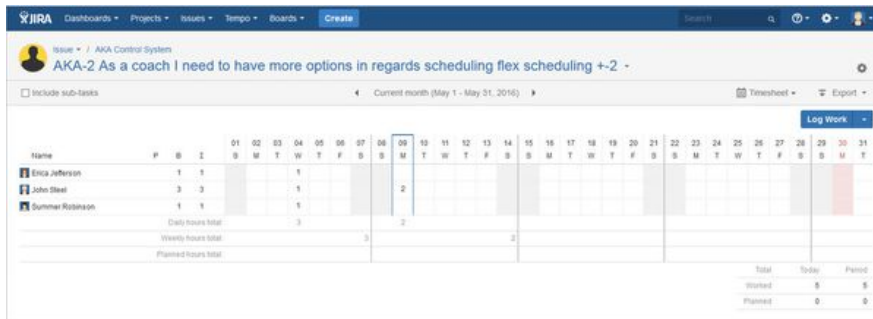 JIRA Dashboards Projects Issues Tempo Boards Create Search
Issue / AKA Control System
AKA-2 As a coach I need to have more options in regards scheduling flex scheduling +-2
Include sub-tasks Current month (May 1 - May 31, 2016) Timesheet Export
Log Work
01 02 03 04 05 06 07 08 09 10 11 12 13 14 15 16 17 18 19 20 21 22 23 24 25 26 27 28 29 30 31
Name P B Σ S M T W T F S S M T W T F S S M T W T F S S M T W T F S S M T
Erica Jefferson 1 1 1
John Steel 3 3 1 2
Summer Robinson 1 1 1
Daily hours total 3 2
Weekly hours total 3 2
Planned hours total
Total Today Period
Worked 5 5
Planned 0 0